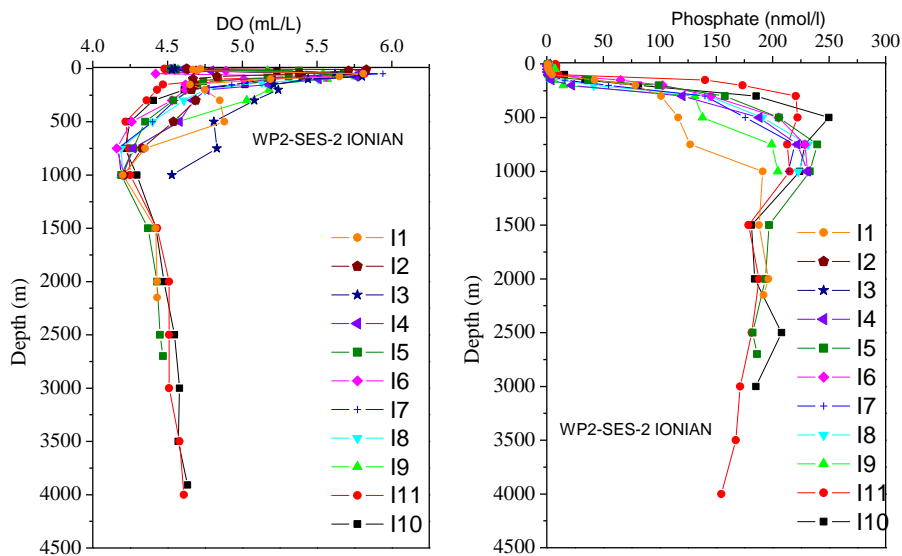 DO (mL/L)
4.0 4.5 5.0 5.5 6.0
0
500
1000
1500
2000
2500
3000
3500
4000
4500
Depth (m)
WP2-SES-2 IONIAN
I1
I2
I3
I4
I5
I6
I7
I8
I9
I11
I10
Phosphate (nmol/l)
0 50 100 150 200 250 300
0
500
1000
1500
2000
2500
3000
3500
4000
4500
Depth (m)
I1
I2
I3
I4
I5
I6
I7
I8
I9
I11
I10
WP2-SES-2 IONIAN